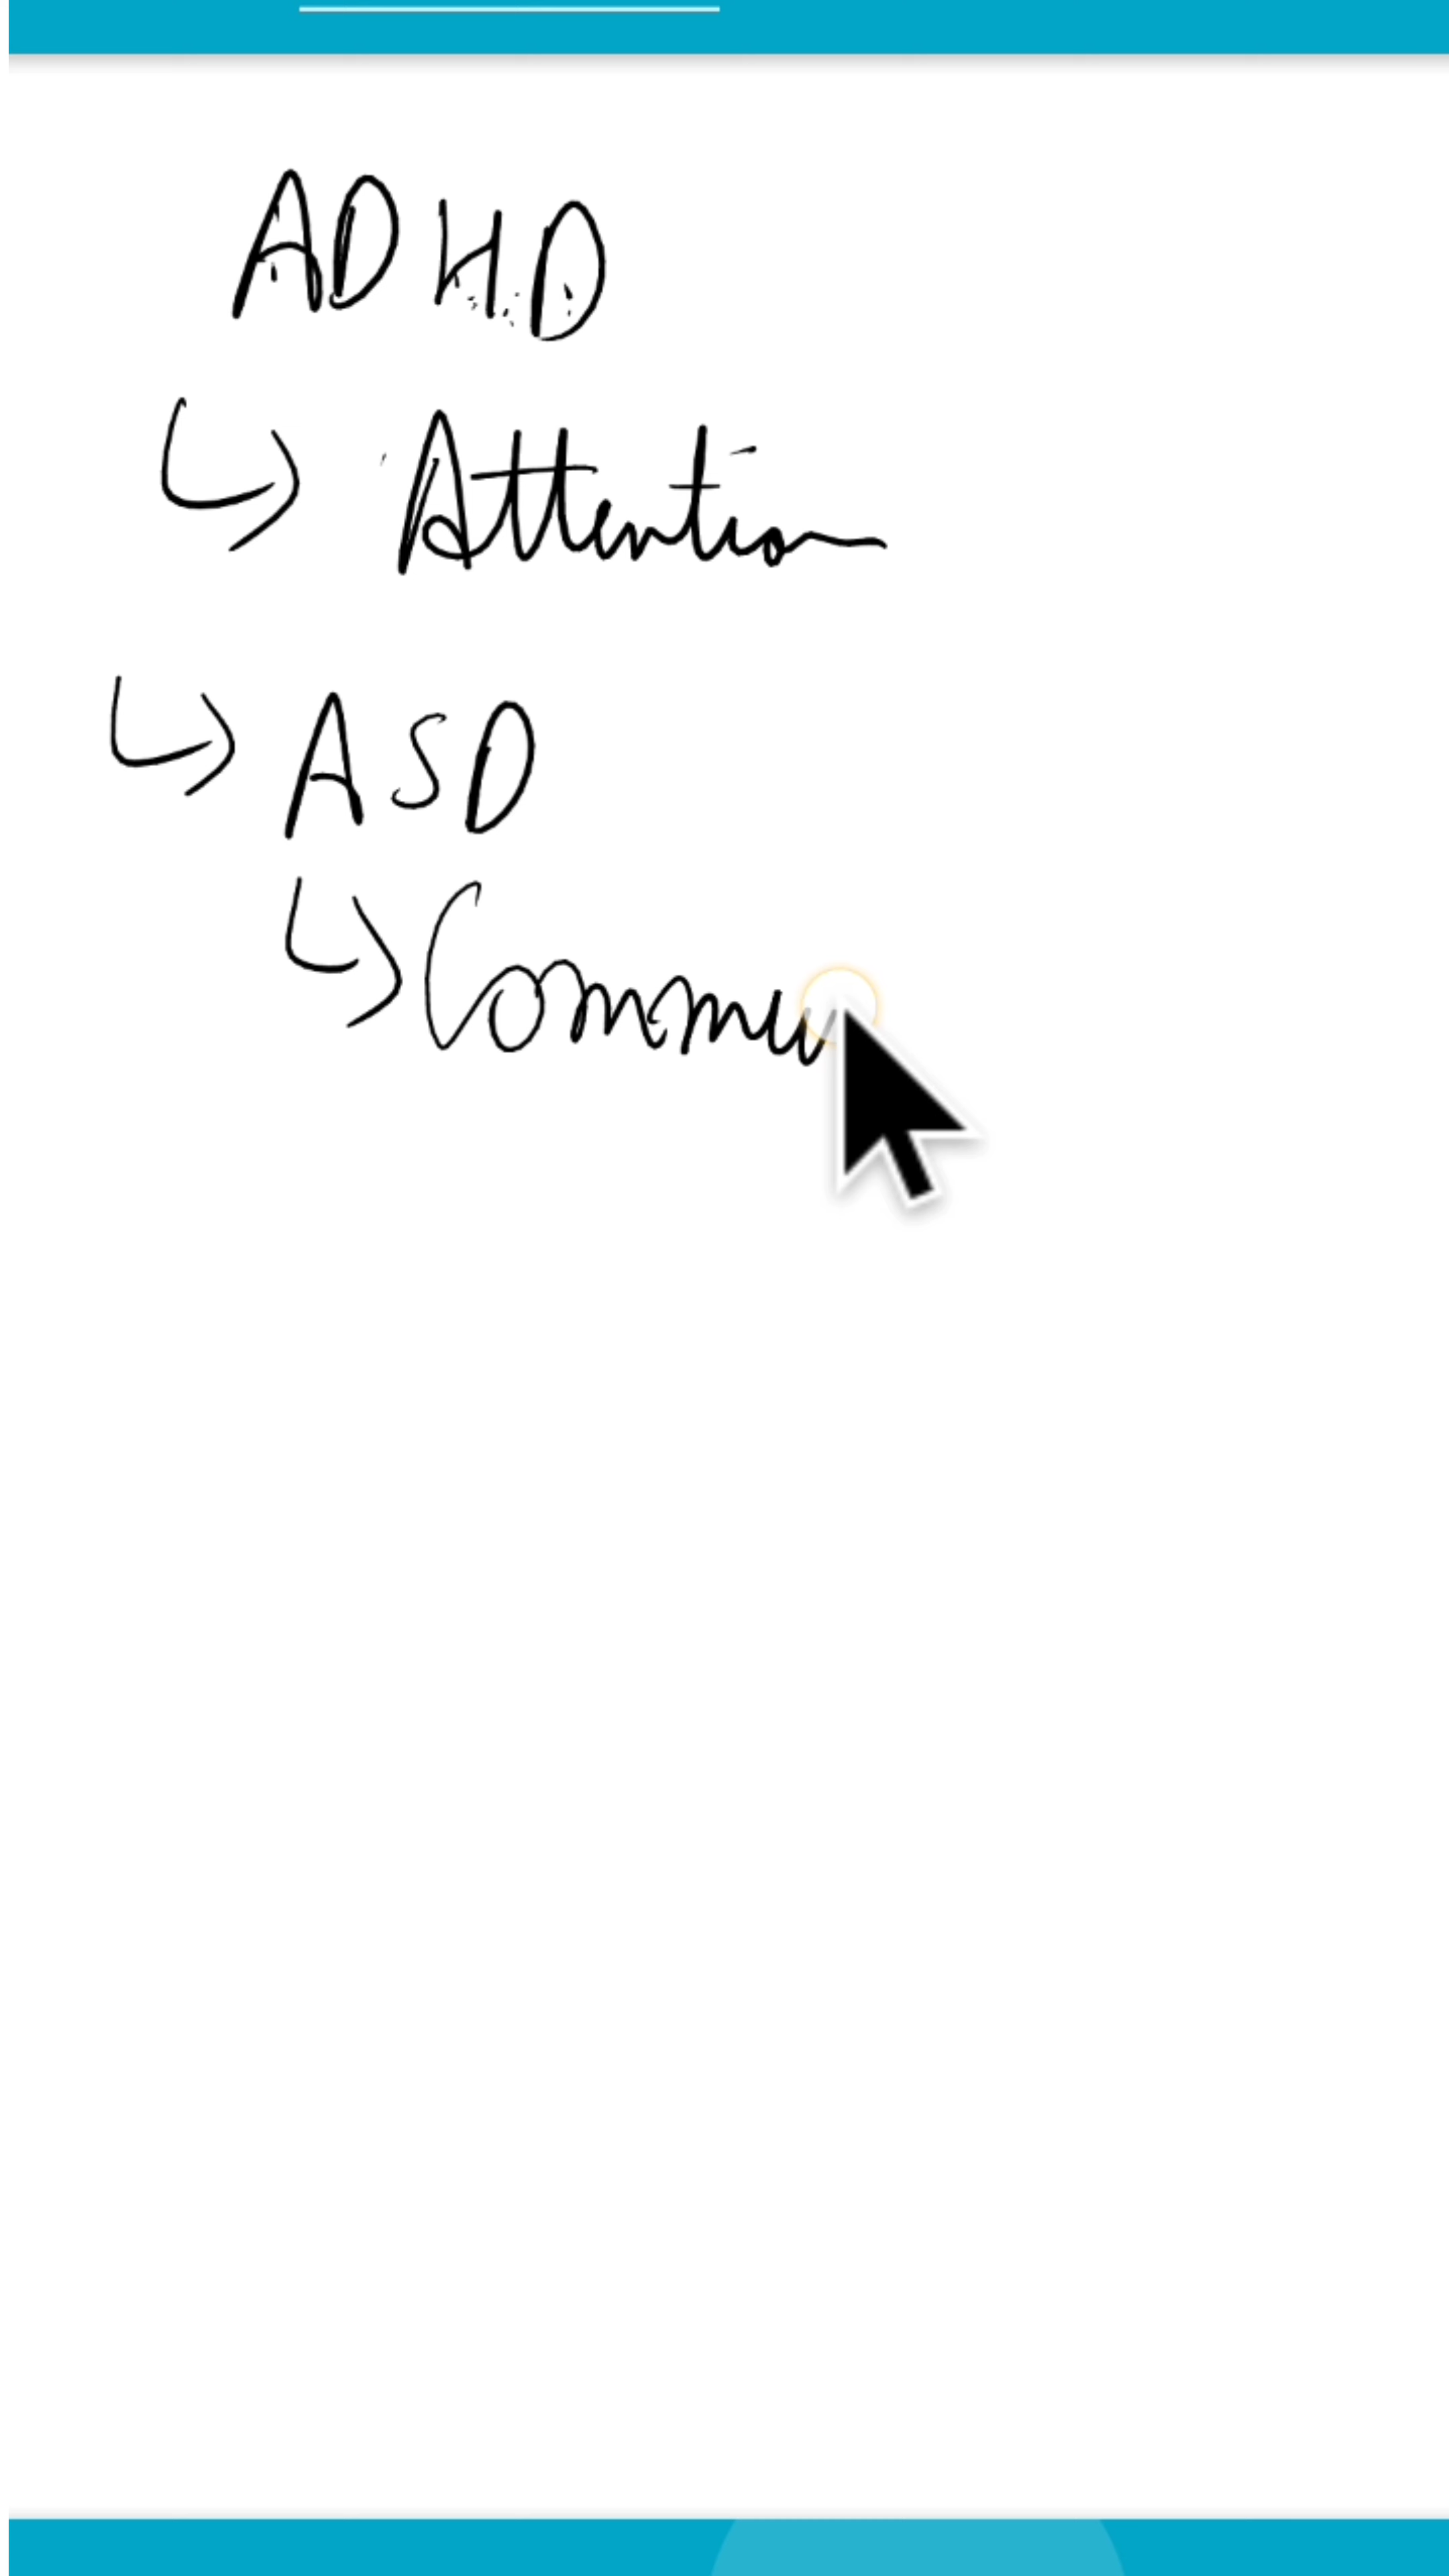 ADHD
↳ Attention
↳ ASD
↳ Commu